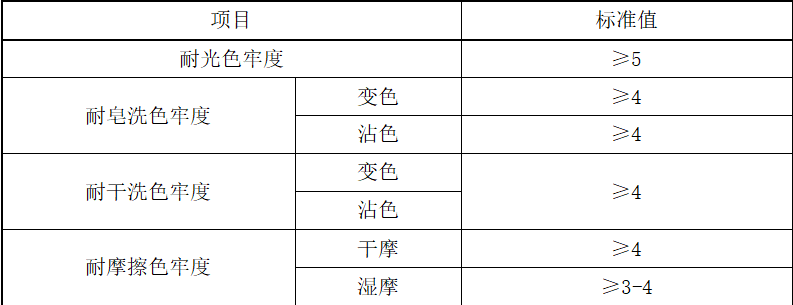 项目 标准值
耐光色牢度 ≥5
耐皂洗色牢度 变色 ≥4
沾色 ≥4
耐干洗色牢度 变色 ≥4
沾色
耐摩擦色牢度 干摩 ≥4
湿摩 ≥3-4